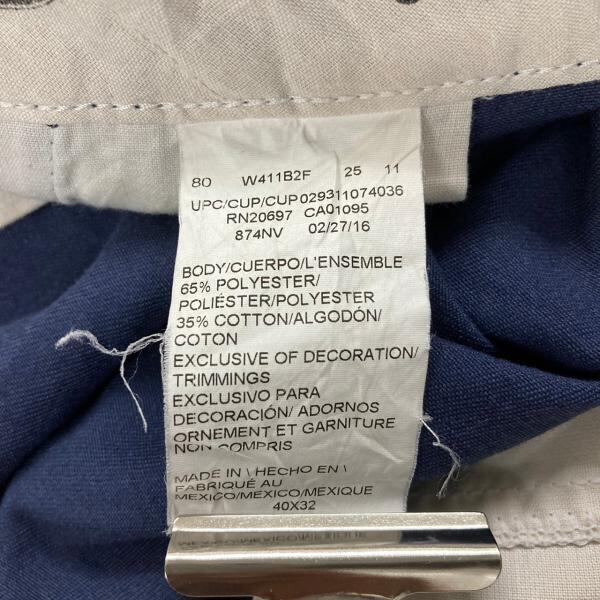 80 W411B2F 25 11
UPC/CUP/CUP029311074036
RN20697 CA01095
874NV 02/27/16
BODY/CUERPO/L'ENSEMBLE
65% POLYESTER/
POLIÉSTER/POLYESTER
35% COTTON/ALGODÓN/
COTON
EXCLUSIVE OF DECORATION/
TRIMMINGS
EXCLUSIVO PARA
DECORACIÓN/ ADORNOS
ORNEMENT ET GARNITURE
NON COMPRIS
MADE IN \ HECHO EN \
FABRIQUÉ AU
MEXICO/MEXICO/MEXIQUE
40X32